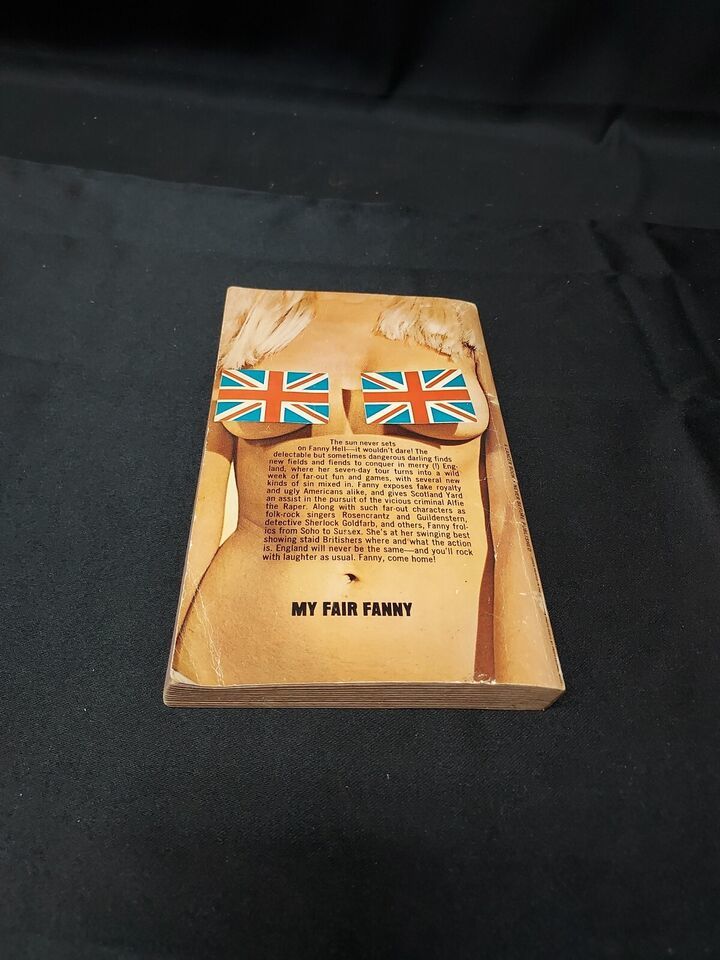 The sun never sets
on Fanny Hell—it wouldn't dare! The
delectable but sometimes dangerous darling finds
new fields and fiends to conquer in merry (!) Eng-
land, where her seven-day tour turns into a wild
week of far-out fun and games, with several new
kinds of sin mixed in. Fanny exposes fake royalty
and ugly Americans alike, and gives Scotland Yard
an assist in the pursuit of the vicious criminal Alfie
the Raper. Along with such far-out characters as
folk-rock singers Rosencrantz and Guildenstern,
detective Sherlock Goldfarb, and others, Fanny frol-
ics from Soho to Sussex. She's at her swinging best
showing staid Britishers where and what the action
is. England will never be the same—and you'll rock
with laughter as usual. Fanny, come home!
MY FAIR FANNY